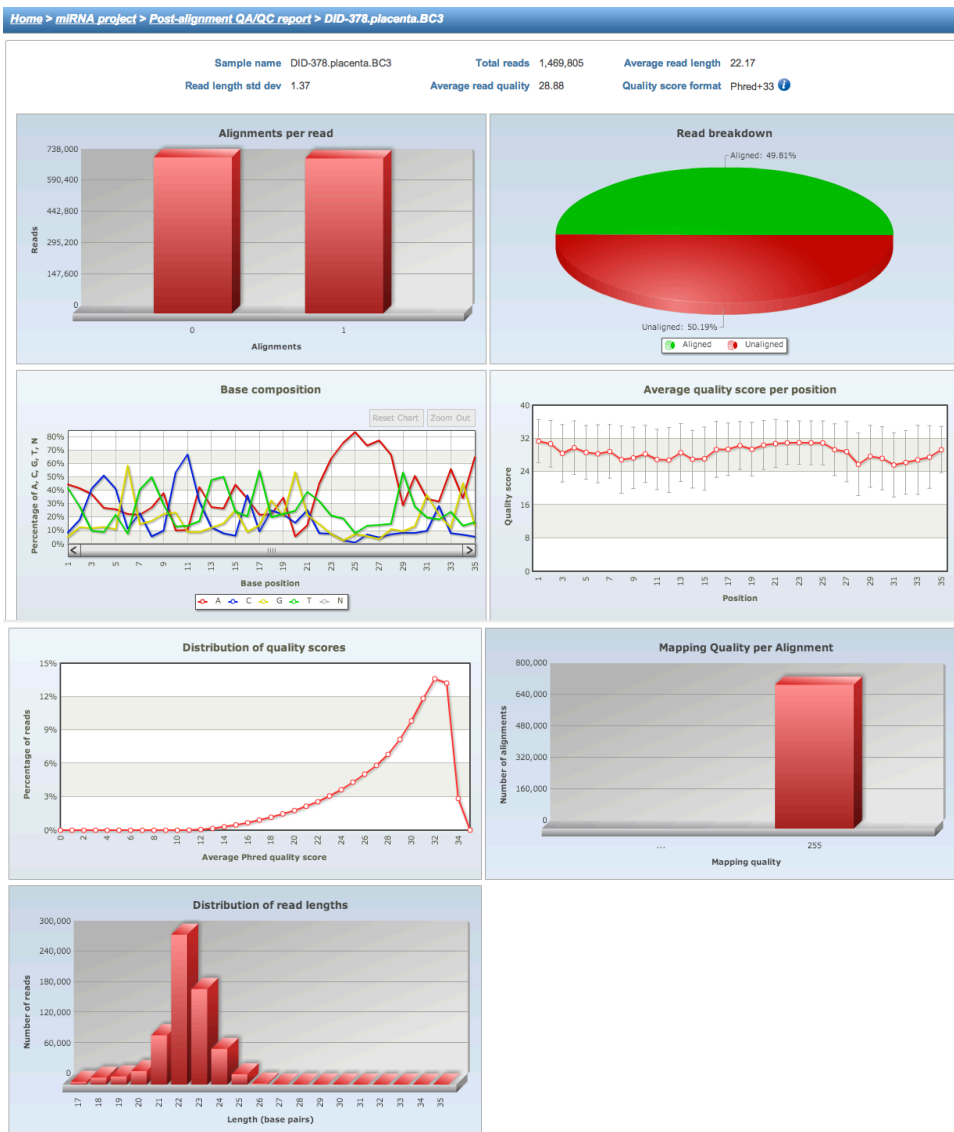 Home > miRNA project > Post-alignment QA/QC report > DID-378.placenta.BC3
Sample name DID-378.placenta.BC3 Total reads 1,469,805 Average read length 22.17
Read length std dev 1.37 Average read quality 28.88 Quality score format Phred+33 i
Alignments per read
738,000
590,400
442,800
295,200
147,600
0
Reads
0 1
Alignments
Read breakdown
Aligned: 49.81%
Unaligned: 50.19%
Aligned Unaligned
Base composition
Reset Chart Zoom Out
80%
70%
60%
50%
40%
30%
20%
10%
0%
Percentage of A, C, G, T, N
1 3 5 7 9 11 13 15 17 19 21 23 25 27 29 31 33 35
Base position
A C G T N
Average quality score per position
40
32
24
16
8
0
Quality score
1 3 5 7 9 11 13 15 17 19 21 23 25 27 29 31 33 35
Position
Distribution of quality scores
15%
12%
9%
6%
3%
0%
Percentage of reads
0 2 4 6 8 10 12 14 16 18 20 22 24 26 28 30 32 34
Average Phred quality score
Mapping Quality per Alignment
800,000
640,000
480,000
320,000
160,000
0
Number of alignments
... 255
Mapping quality
Distribution of read lengths
300,000
240,000
180,000
120,000
60,000
0
Number of reads
17 18 19 20 21 22 23 24 25 26 27 28 29 30 31 32 33 34 35
Length (base pairs)